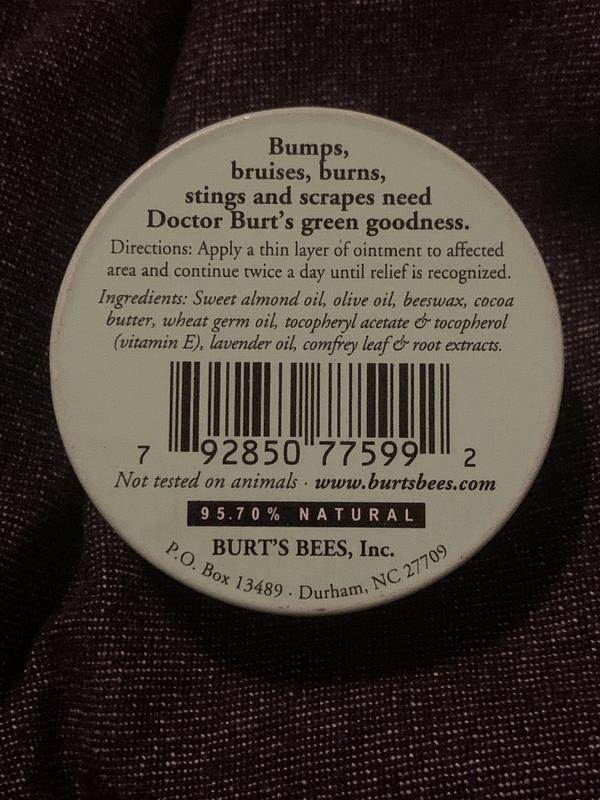 Bumps,
bruises, burns,
stings and scrapes need
Doctor Burt's green goodness.
Directions: Apply a thin layer of ointment to affected
area and continue twice a day until relief is recognized.
Ingredients: Sweet almond oil, olive oil, beeswax, cocoa
butter, wheat germ oil, tocopheryl acetate & tocopherol
(vitamin E), lavender oil, comfrey leaf & root extracts.
7 92850 77599 2
Not tested on animals · www.burtsbees.com
95.70% NATURAL
BURT'S BEES, Inc.
P.O. Box 13489 · Durham, NC 27709